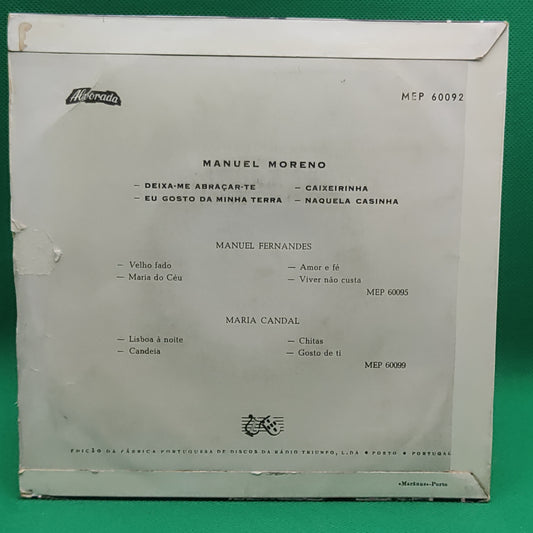 Alvorada
MEP 60092
MANUEL MORENO
– DEIXA-ME ABRAÇAR-TE – CAIXEIRINHA
– EU GOSTO DA MINHA TERRA – NAQUELA CASINHA
MANUEL FERNANDES
– Velho fado – Amor e fé
– Maria do Céu – Viver não custa
MEP 60095
MARIA CANDAL
– Lisboa à noite – Chitas
– Candeia – Gosto de ti
MEP 60099
EDIÇÃO DA FÁBRICA PORTUGUESA DE DISCOS DA RÁDIO TRIUNFO, L.DA • PORTO • PORTUGAL
-Porto